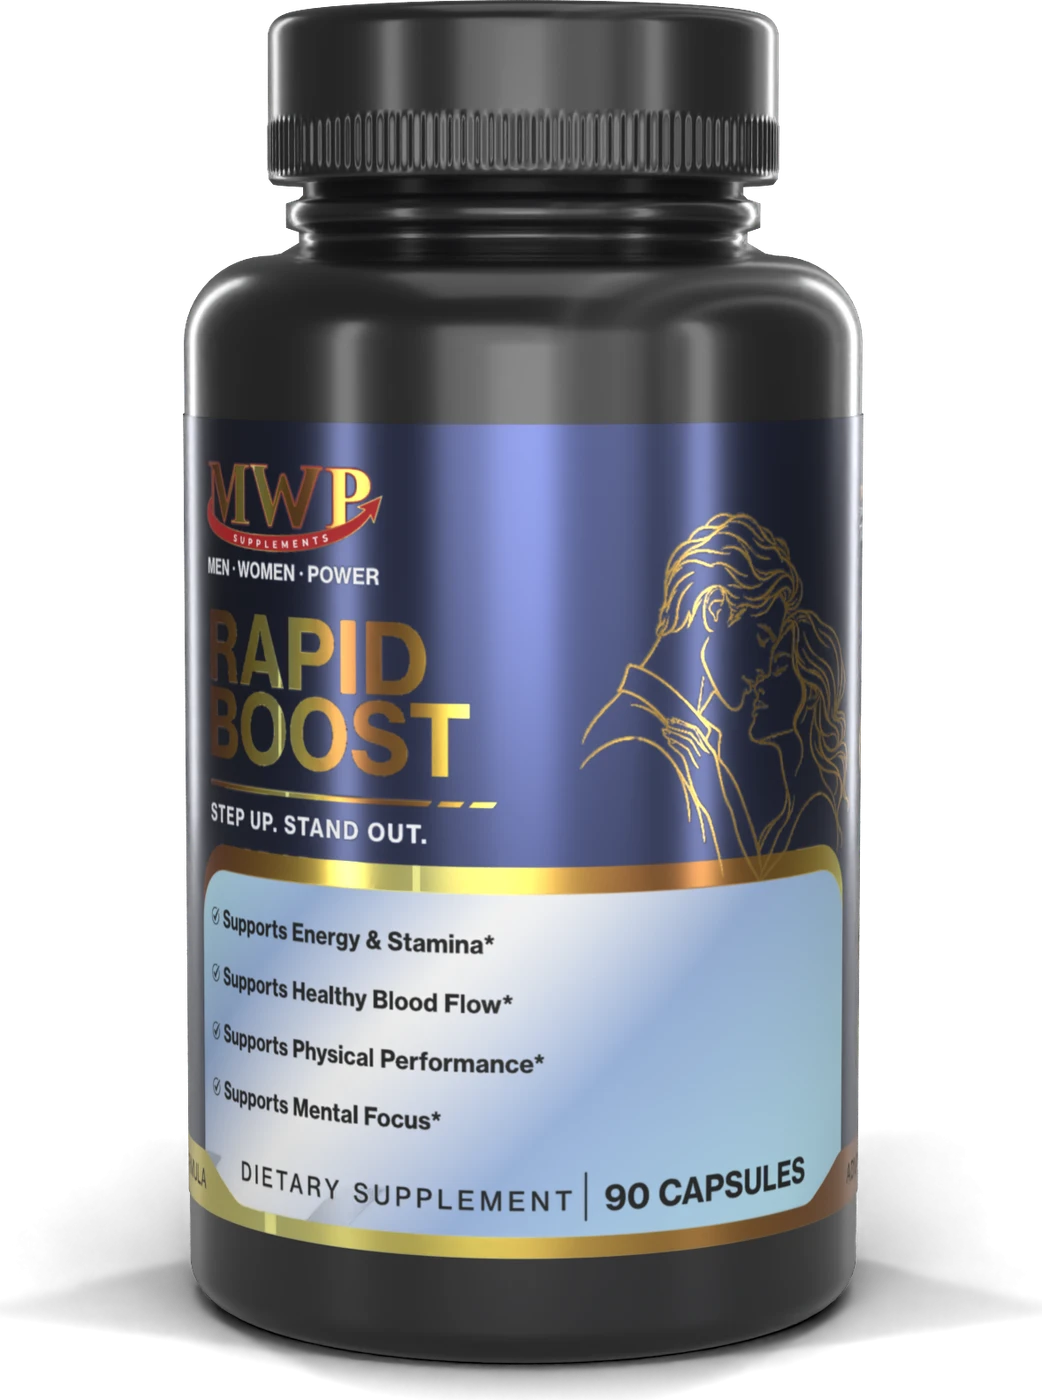 MWP
SUPPLEMENTS
MEN · WOMEN · POWER
RAPID
BOOST
STEP UP. STAND OUT.
Supports Energy & Stamina*
Supports Healthy Blood Flow*
Supports Physical Performance*
Supports Mental Focus*
DIETARY SUPPLEMENT | 90 CAPSULES